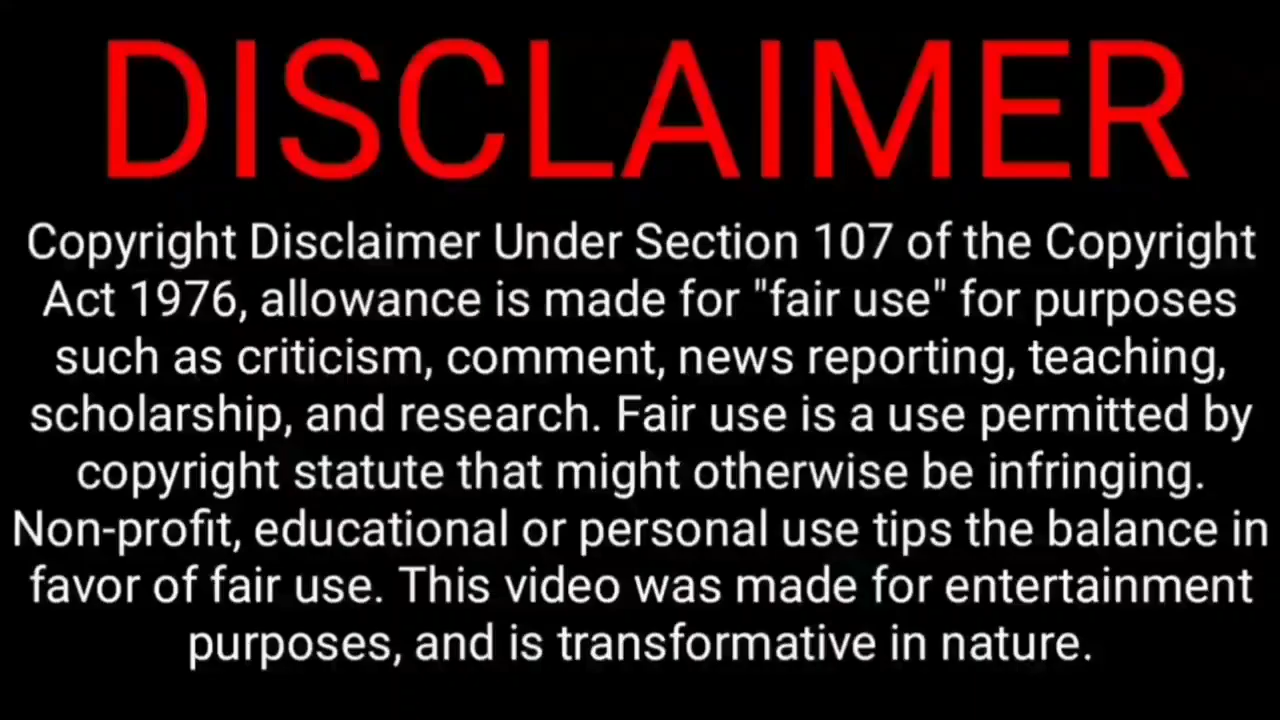 DISCLAIMER
Copyright Disclaimer Under Section 107 of the Copyright
Act 1976, allowance is made for "fair use" for purposes
such as criticism, comment, news reporting, teaching,
scholarship, and research. Fair use is a use permitted by
copyright statute that might otherwise be infringing.
Non-profit, educational or personal use tips the balance in
favor of fair use. This video was made for entertainment
purposes, and is transformative in nature.